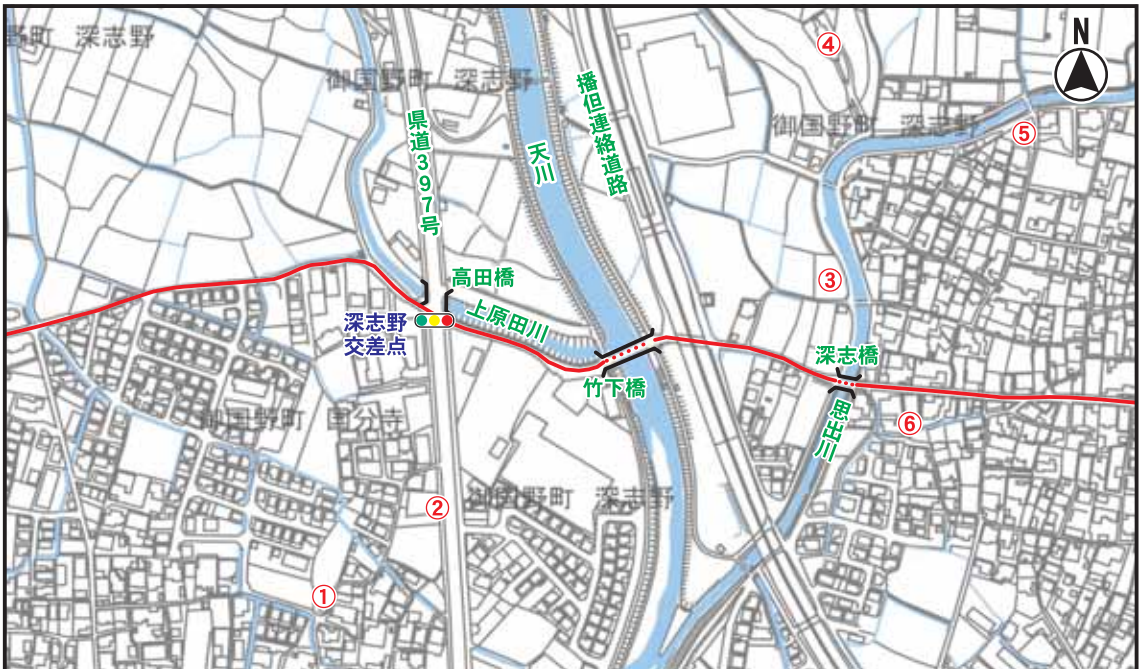 野町 深志野
御国野町 深志野
御国野町 深志野
N
④
⑤
県道397号
天川
播但連絡道路
③
高田橋
上原田川
深志野
交差点
竹下橋
深志橋
思出川
⑥
御国野町 国分寺
②
御国野町 深志野
①